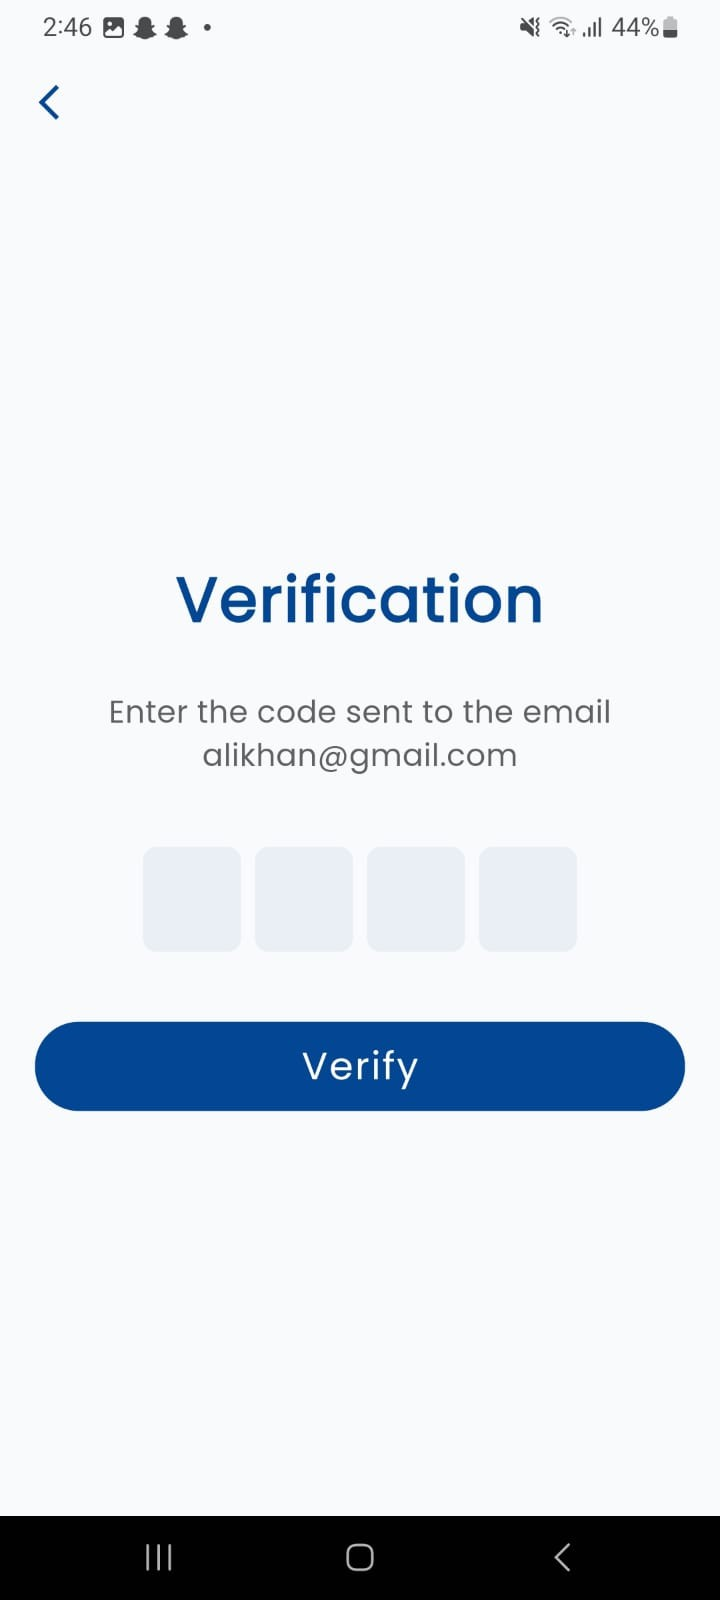 2:46
44%
Verification
Enter the code sent to the email
alikhan@gmail.com
Verify